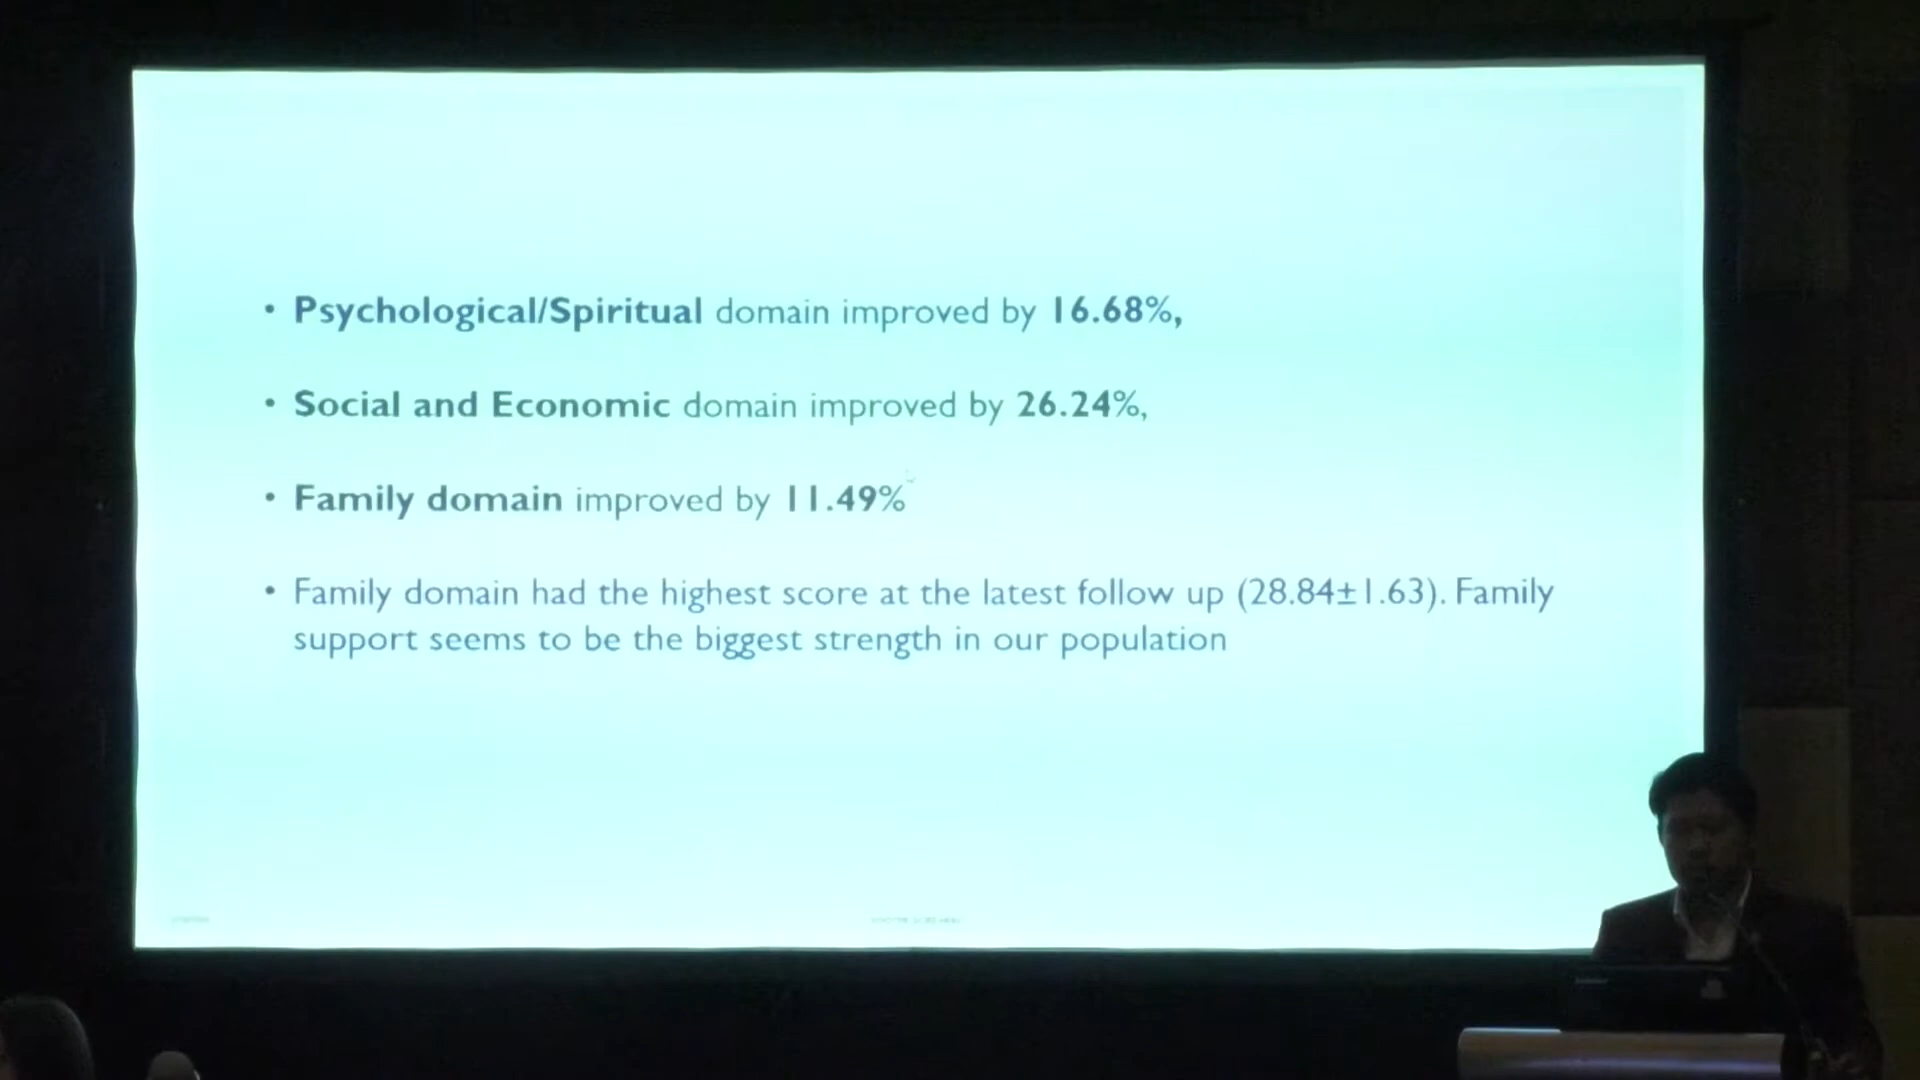 • Psychological/Spiritual domain improved by 16.68%,
• Social and Economic domain improved by 26.24%,
• Family domain improved by 11.49%
• Family domain had the highest score at the latest follow up (28.84±1.63). Family
support seems to be the biggest strength in our population